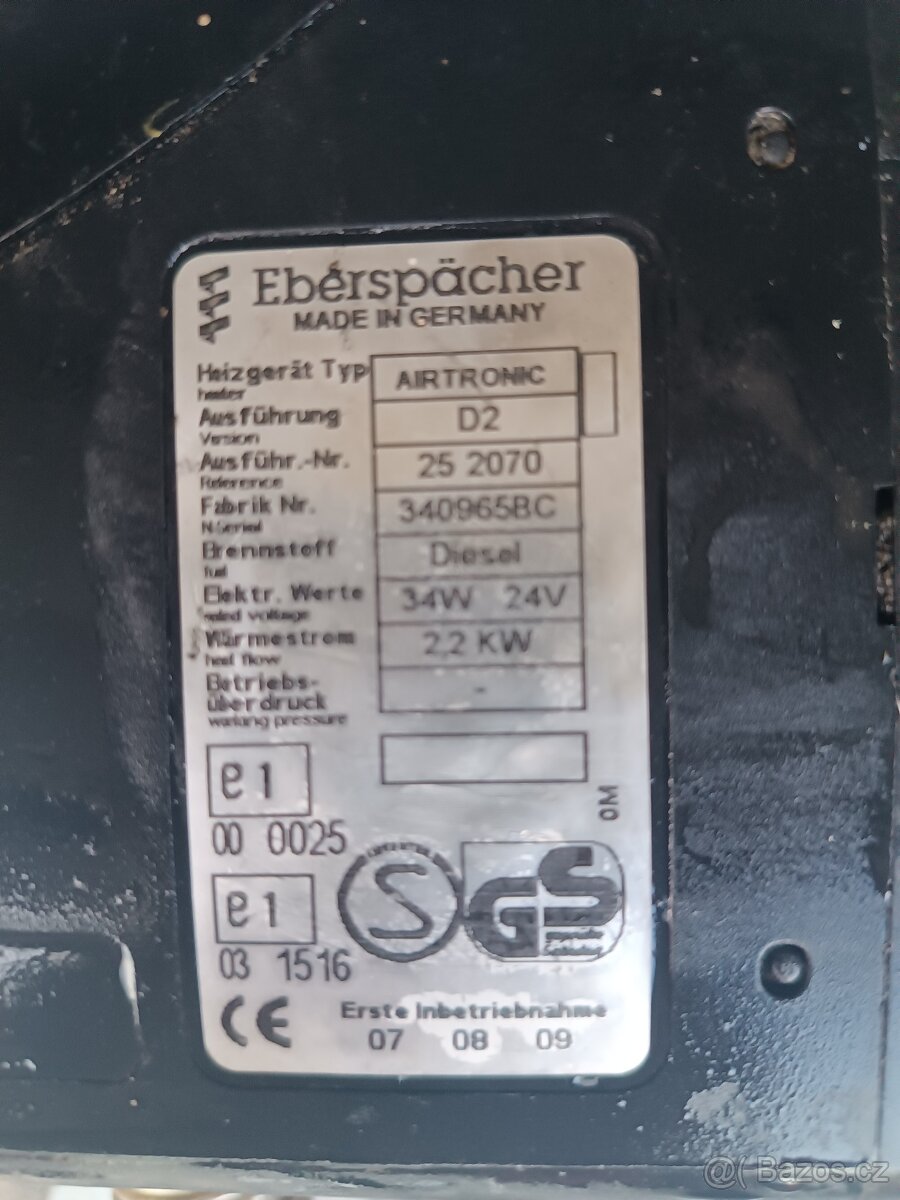 Eberspächer
MADE IN GERMANY
Heizgerät Typ AIRTRONIC
heater
Ausführung D2
Version
Ausführ.-Nr. 25 2070
Reference
Fabrik Nr. 340965BC
N Serial
Brennstoff Diesel
fuel
Elektr. Werte 34W 24V
rated voltage
Wärmestrom 2,2 KW
heat flow
Betriebs-
überdruck -
working pressure
e1
00 0025
e1
03 1516
S
GS
0M
CE
Erste Inbetriebnahme
07 08 09
@( Bazos.cz